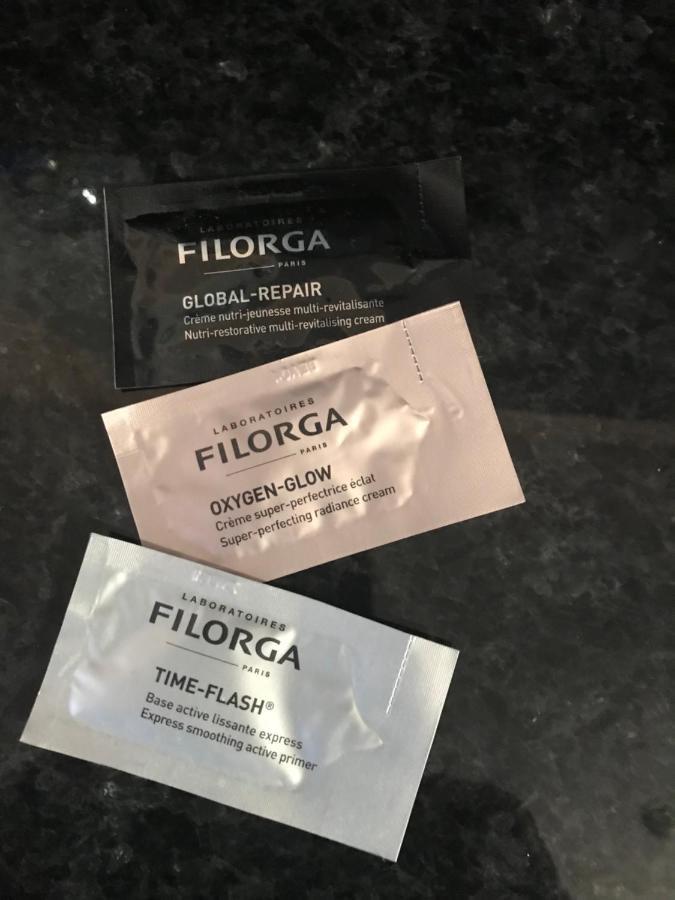 LABORATOIRES
FILORGA
PARIS
GLOBAL-REPAIR
Crème nutri-jeunesse multi-revitalisante
Nutri-restorative multi-revitalising cream
LABORATOIRES
FILORGA
PARIS
OXYGEN-GLOW
Crème super-perfectrice éclat
Super-perfecting radiance cream
LABORATOIRES
FILORGA
PARIS
TIME-FLASH®
Base active lissante express
Express smoothing active primer